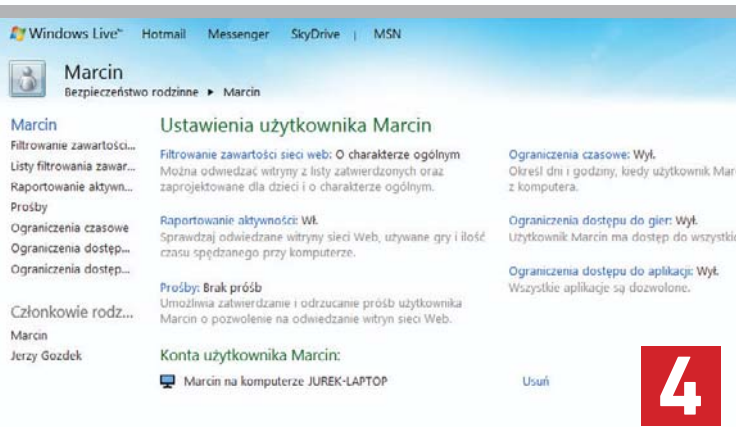 Windows Live™ Hotmail Messenger SkyDrive | MSN
Marcin
Bezpieczeństwo rodzinne ▸ Marcin
Marcin
Filtrowanie zawartości...
Listy filtrowania zawar...
Raportowanie aktywn...
Prośby
Ograniczenia czasowe
Ograniczenia dostęp...
Ograniczenia dostęp...
Członkowie rodz...
Marcin
Jerzy Gozdek
Ustawienia użytkownika Marcin
Filtrowanie zawartości sieci web: O charakterze ogólnym
Można odwiedzać witryny z listy zatwierdzonych oraz
zaprojektowane dla dzieci i o charakterze ogólnym.
Raportowanie aktywności: Wł.
Sprawdzaj odwiedzane witryny sieci Web, używane gry i ilość
czasu spędzanego przy komputerze.
Prośby: Brak próśb
Umożliwia zatwierdzanie i odrzucanie próśb użytkownika
Marcin o pozwolenie na odwiedzanie witryn sieci Web.
Ograniczenia czasowe: Wył.
Określ dni i godziny, kiedy użytkownik Mar
z komputera.
Ograniczenia dostępu do gier: Wył.
Użytkownik Marcin ma dostęp do wszystkic
Ograniczenia dostępu do aplikacji: Wył.
Wszystkie aplikacje są dozwolone.
Konta użytkownika Marcin:
Marcin na komputerze JUREK-LAPTOP Usuń
4